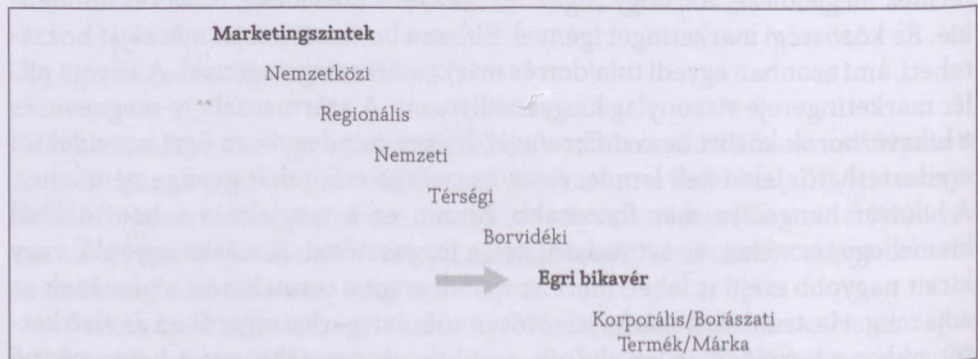 Marketingszintek
Nemzetközi
Regionális
Nemzeti
Térségi
Borvidéki
Egri bikavér
Korporális/Borászati
Termék/Márka